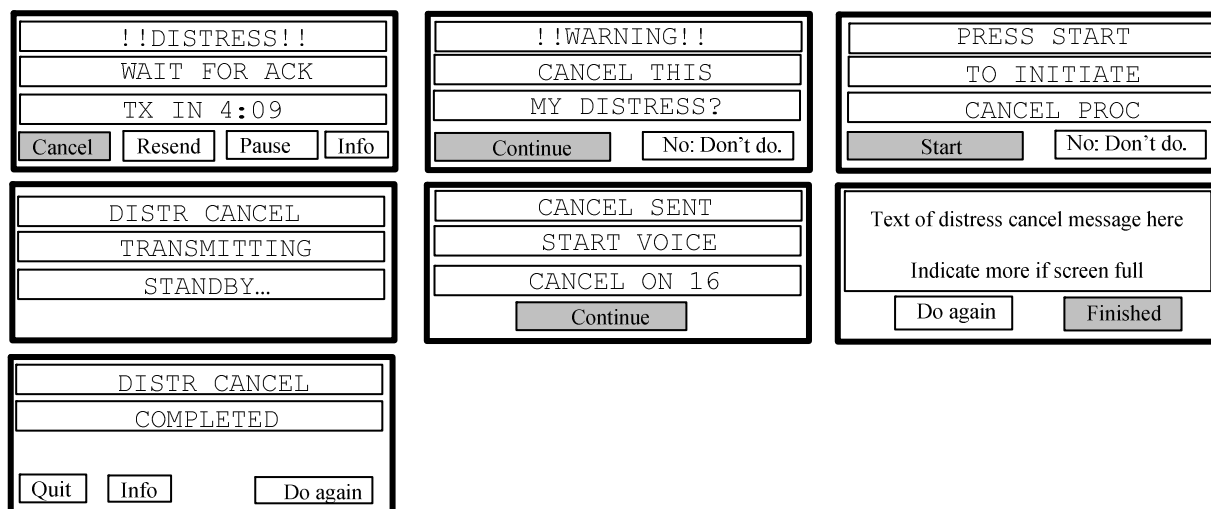 !!DISTRESS!!
WAIT FOR ACK
TX IN 4:09
Cancel Resend Pause Info
!!WARNING!!
CANCEL THIS
MY DISTRESS?
Continue No: Don’t do.
PRESS START
TO INITIATE
CANCEL PROC
Start No: Don’t do.
DISTR CANCEL
TRANSMITTING
STANDBY…
CANCEL SENT
START VOICE
CANCEL ON 16
Continue
Text of distress cancel message here
Indicate more if screen full
Do again Finished
DISTR CANCEL
COMPLETED
Quit Info Do again